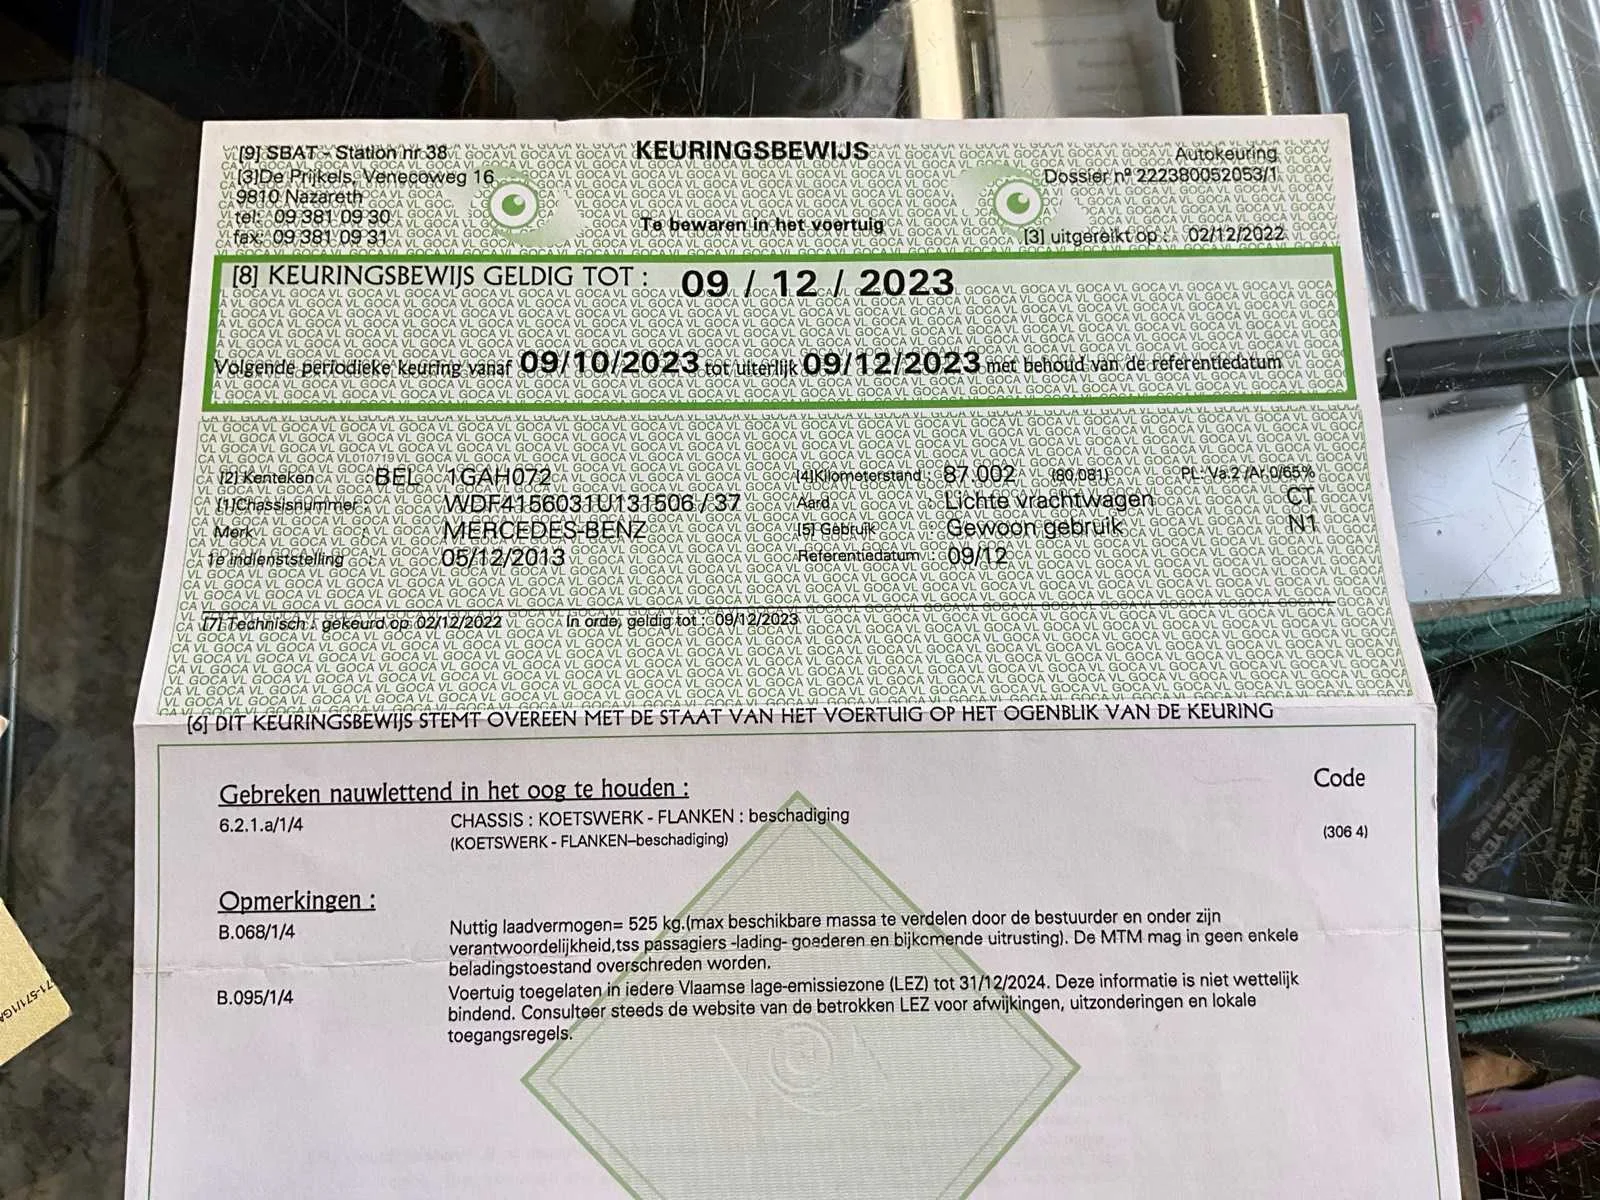 [9] SBAT - Station nr 38
KEURINGSBEWIJS
Autokeuring
[3]De Prijkels, Venecoweg 16
Dossier nº 222380052053/1
9810 Nazareth
tel: 09 381 09 30
Te bewaren in het voertuig
fax: 09 381 09 31
[3] uitgereikt op : 02/12/2022
[8] KEURINGSBEWIJS GELDIG TOT : 09 / 12 / 2023
Volgende periodieke keuring vanaf 09/10/2023 tot uiterlijk 09/12/2023 met behoud van de referentiedatum
[2] Kenteken : BEL 1GAH072
[4]Kilometerstand : 87.002 (80.081) PL-Va.2 /Ar.0/65%
[1]Chassisnummer : WDF4156031U131506 / 37
Aard : Lichte vrachtwagen CT
Merk : MERCEDES-BENZ
[5] Gebruik : Gewoon gebruik N1
1e indienststelling : 05/12/2013
Referentiedatum : 09/12
[7] Technisch : gekeurd op 02/12/2022 In orde, geldig tot : 09/12/2023
[6] DIT KEURINGSBEWIJS STEMT OVEREEN MET DE STAAT VAN HET VOERTUIG OP HET OGENBLIK VAN DE KEURING
Gebreken nauwlettend in het oog te houden :
Code
6.2.1.a/1/4 CHASSIS : KOETSWERK - FLANKEN : beschadiging
(KOETSWERK - FLANKEN–beschadiging) (306 4)
Opmerkingen :
B.068/1/4 Nuttig laadvermogen= 525 kg.(max beschikbare massa te verdelen door de bestuurder en onder zijn
verantwoordelijkheid,tss passagiers -lading- goederen en bijkomende uitrusting). De MTM mag in geen enkele
beladingstoestand overschreden worden.
B.095/1/4 Voertuig toegelaten in iedere Vlaamse lage-emissiezone (LEZ) tot 31/12/2024. Deze informatie is niet wettelijk
bindend. Consulteer steeds de website van de betrokken LEZ voor afwijkingen, uitzonderingen en lokale
toegangsregels.